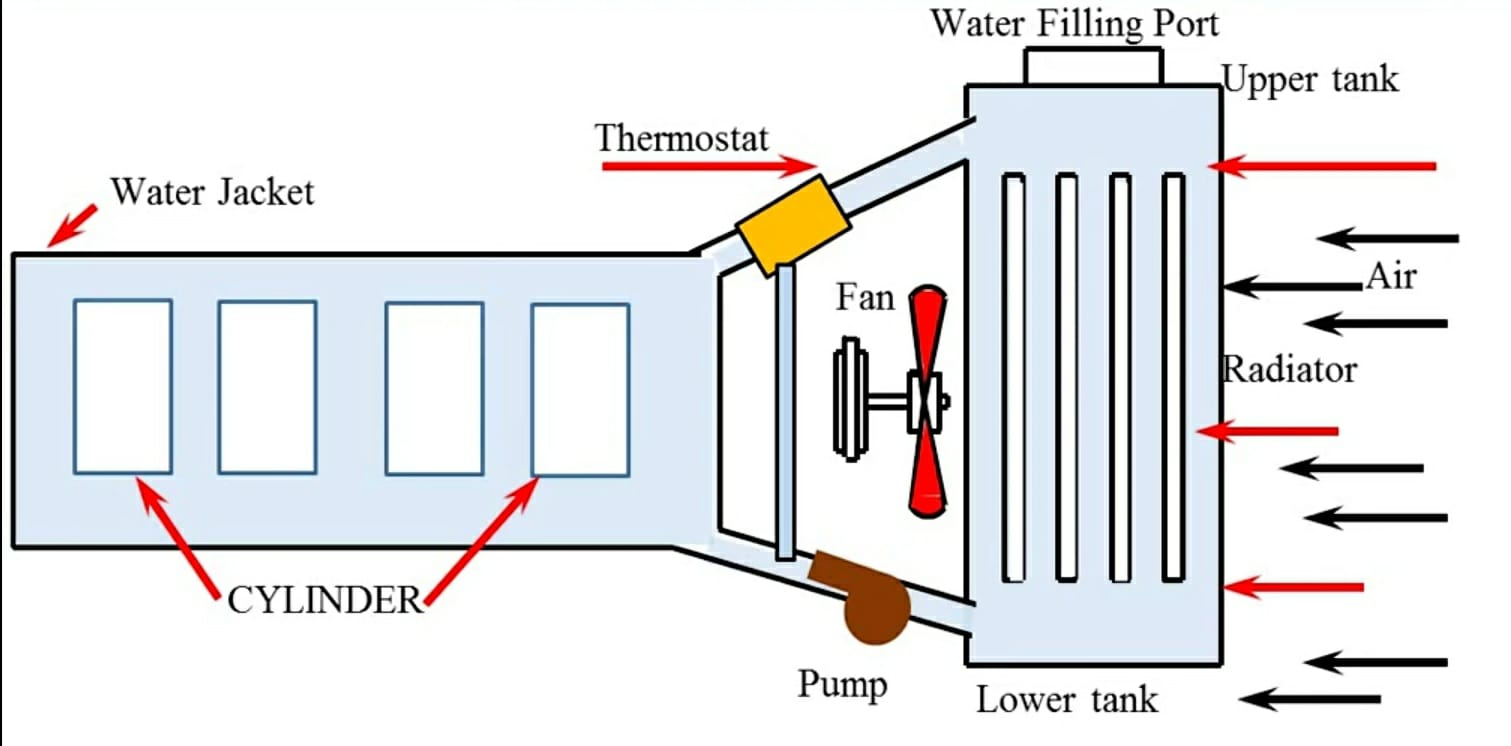 Water Filling Port
Upper tank
Thermostat
Water Jacket
Air
Fan
Radiator
CYLINDER
Pump
Lower tank